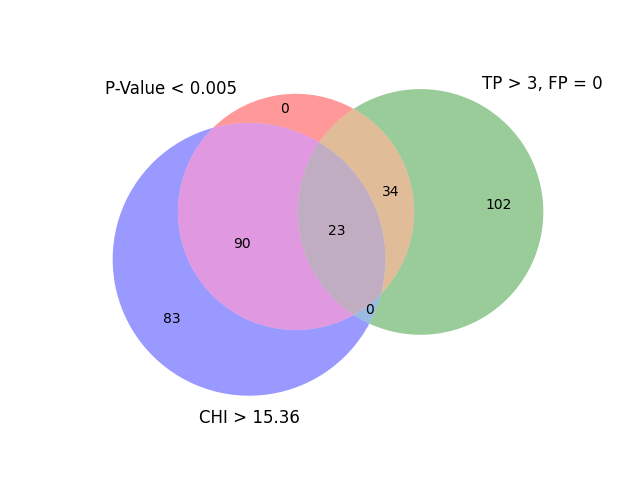 TP > 3, FP = 0
P-Value < 0.005
0
34
102
23
90
0
83
CHI > 15.36